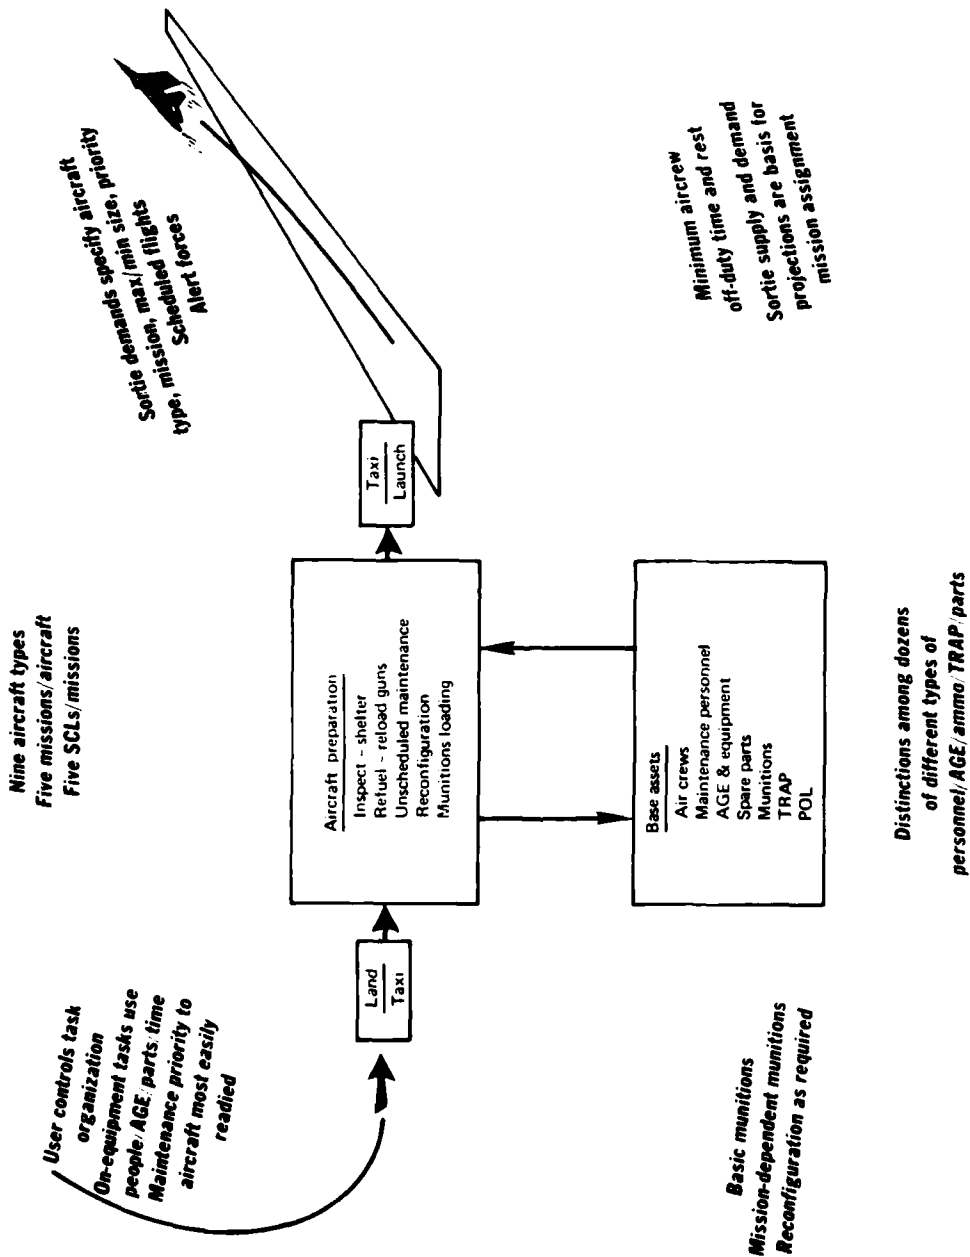 User controls task
organization
On-equipment tasks use
people/AGE/parts/time
Maintenance priority to
aircraft most easily
readied
Nine aircraft types
Five missions/aircraft
Five SCLs/missions
Sortie demands specify aircraft
type, mission, max/min size, priority
Scheduled flights
Alert forces
Land
Taxi
Aircraft preparation
Inspect - shelter
Refuel - reload guns
Unscheduled maintenance
Reconfiguration
Munitions loading
Taxi
Launch
Base assets
Air crews
Maintenance personnel
AGE & equipment
Spare parts
Munitions
TRAP
POL
Basic munitions
Mission-dependent munitions
Reconfiguration as required
Distinctions among dozens
of different types of
personnel/AGE/ammo/TRAP/parts
Minimum aircrew
off-duty time and rest
Sortie supply and demand
projections are basis for
mission assignment